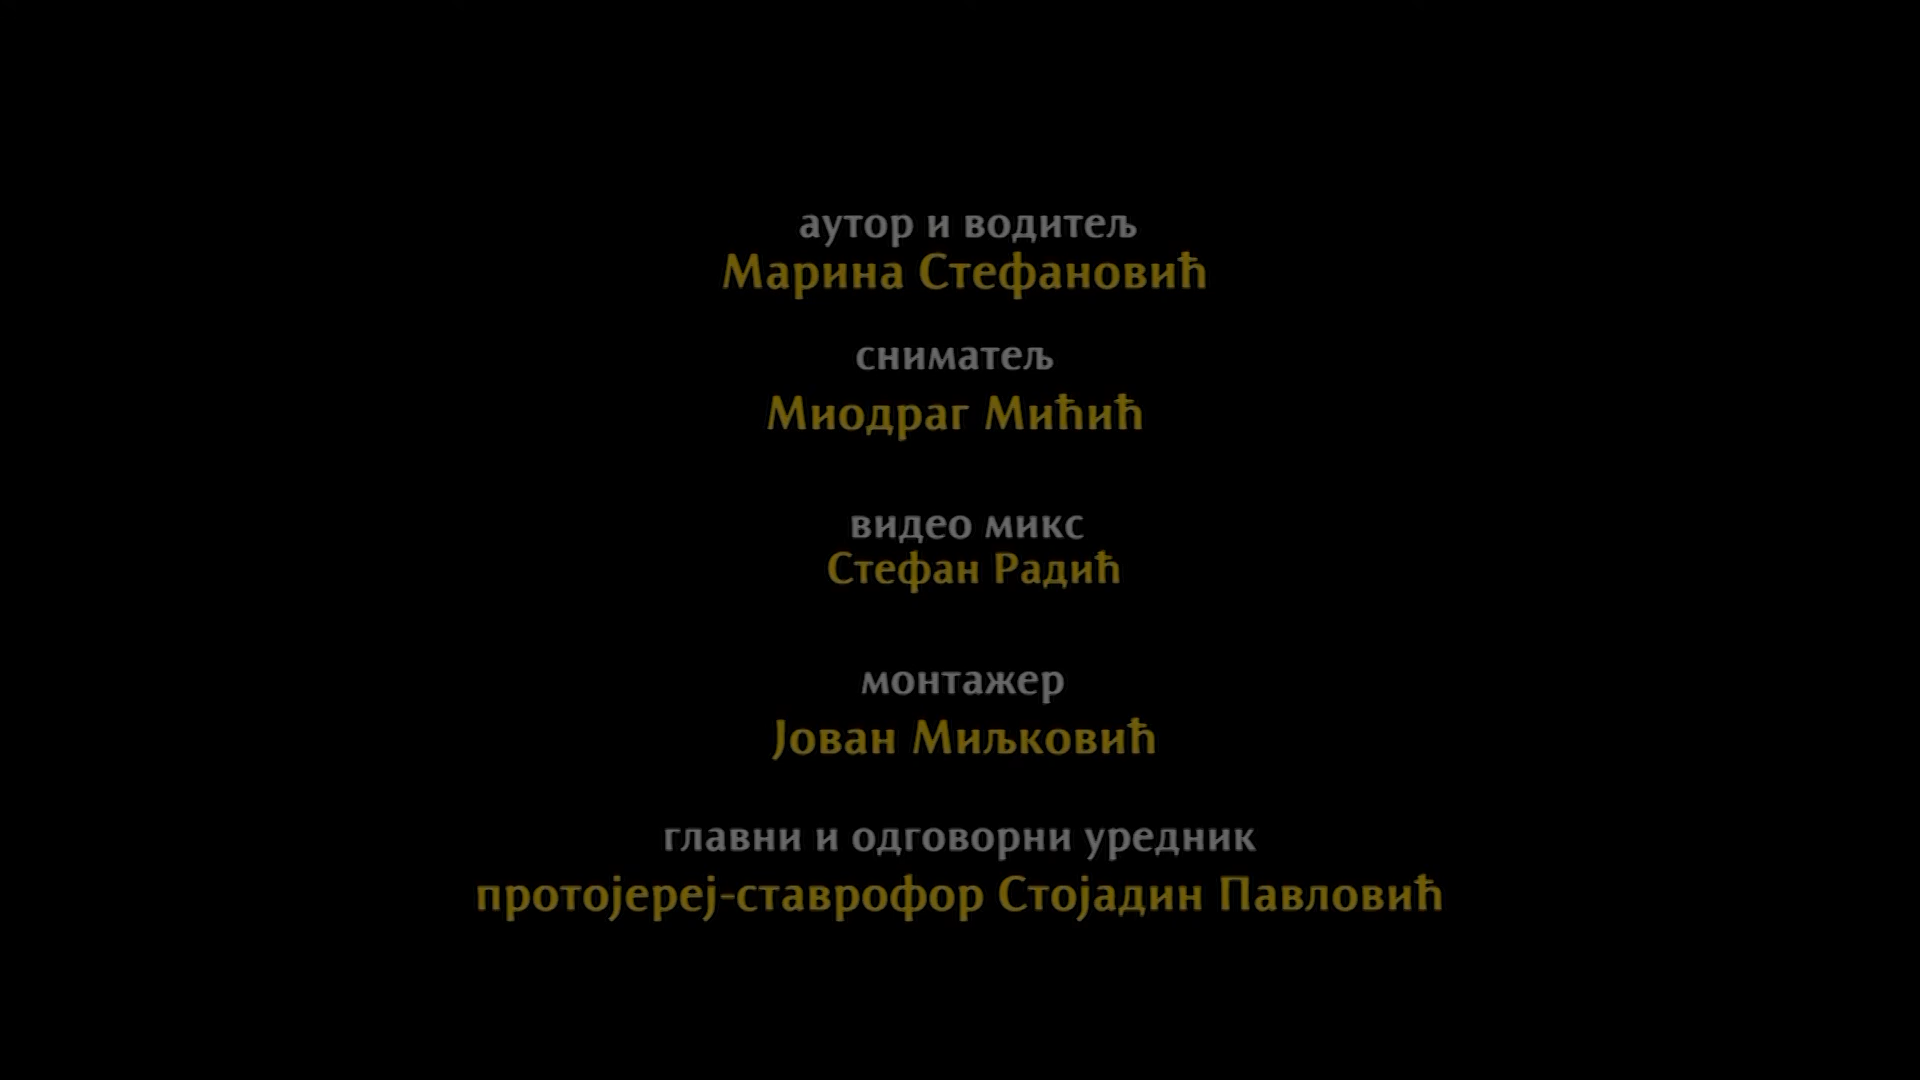 аутор и водитељ
Марина Стефановић
сниматељ
Миодраг Мићић
видео микс
Стефан Радић
монтажер
Јован Миљковић
главни и одговорни уредник
протојереј-ставрофор Стојадин Павловић